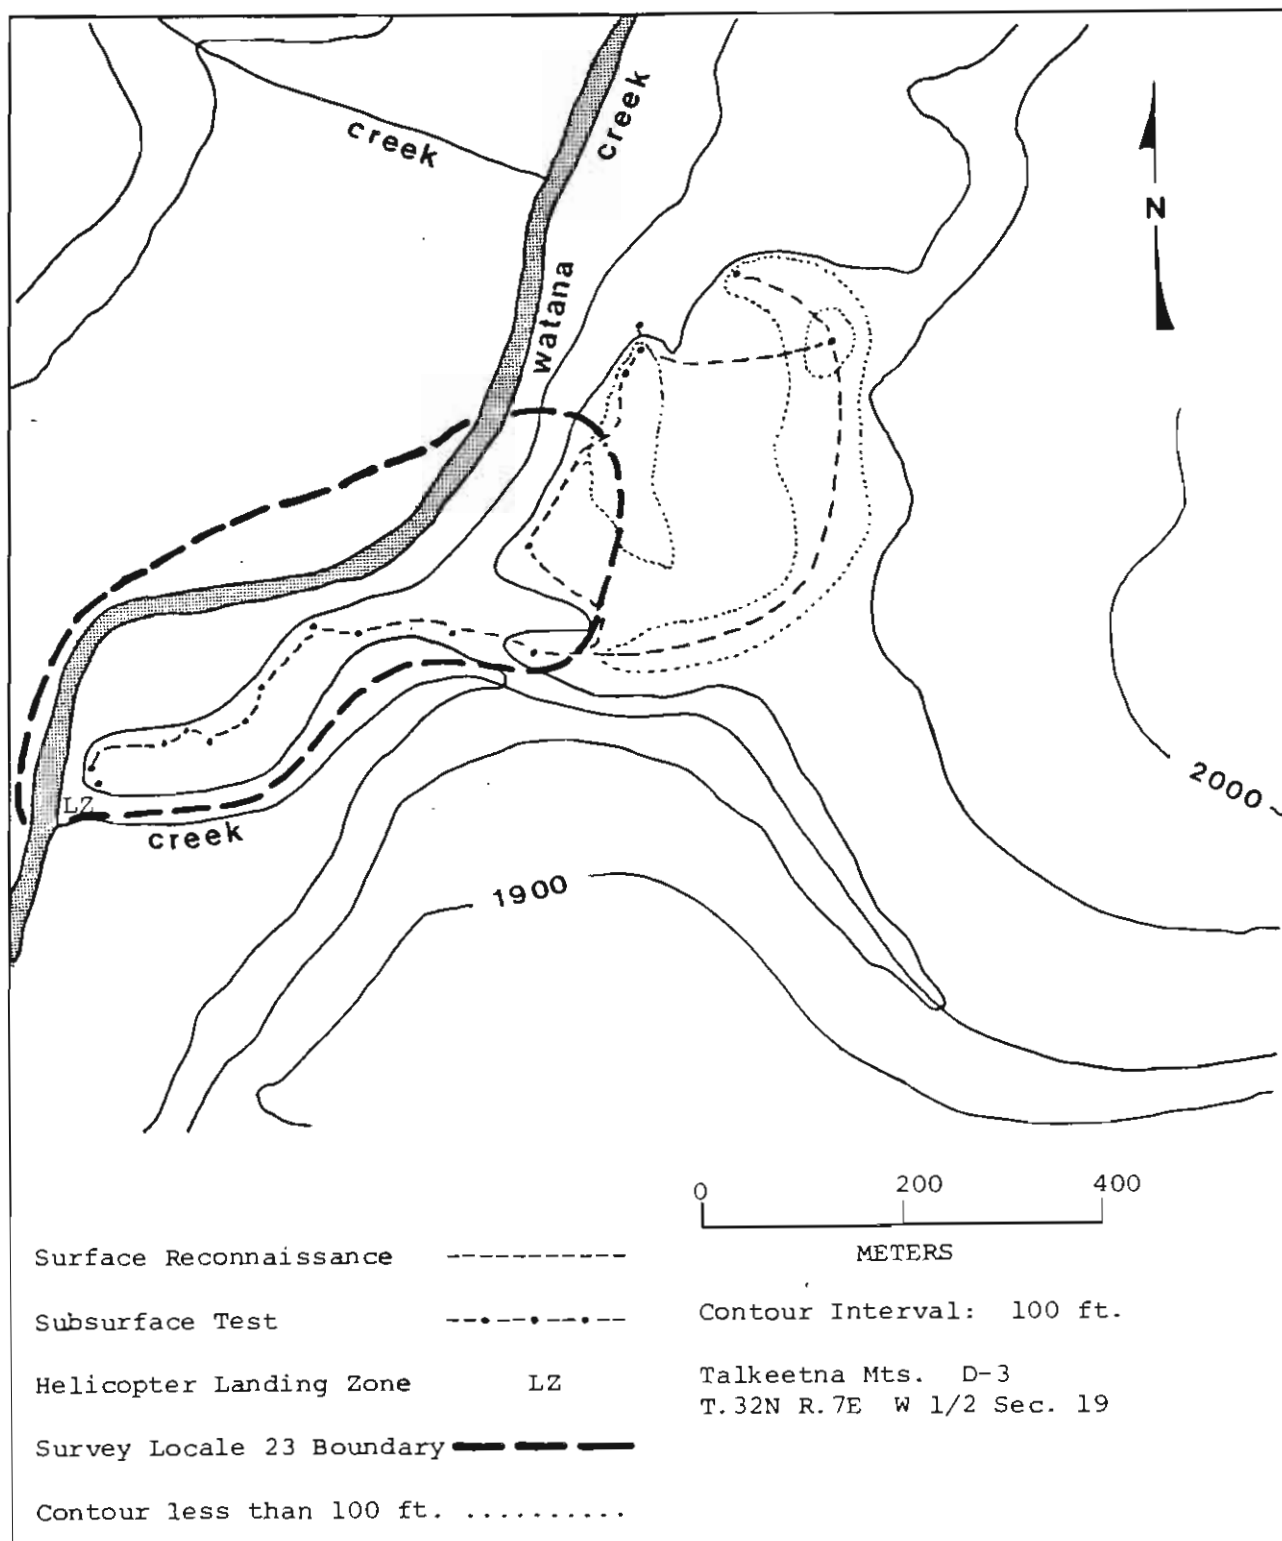 creek
creek
N
watana
2000
LZ
creek
1900
0 200 400
METERS
Surface Reconnaissance
Subsurface Test
Helicopter Landing Zone LZ
Survey Locale 23 Boundary
Contour less than 100 ft.
Contour Interval: 100 ft.
Talkeetna Mts. D-3
T.32N R.7E W 1/2 Sec. 19